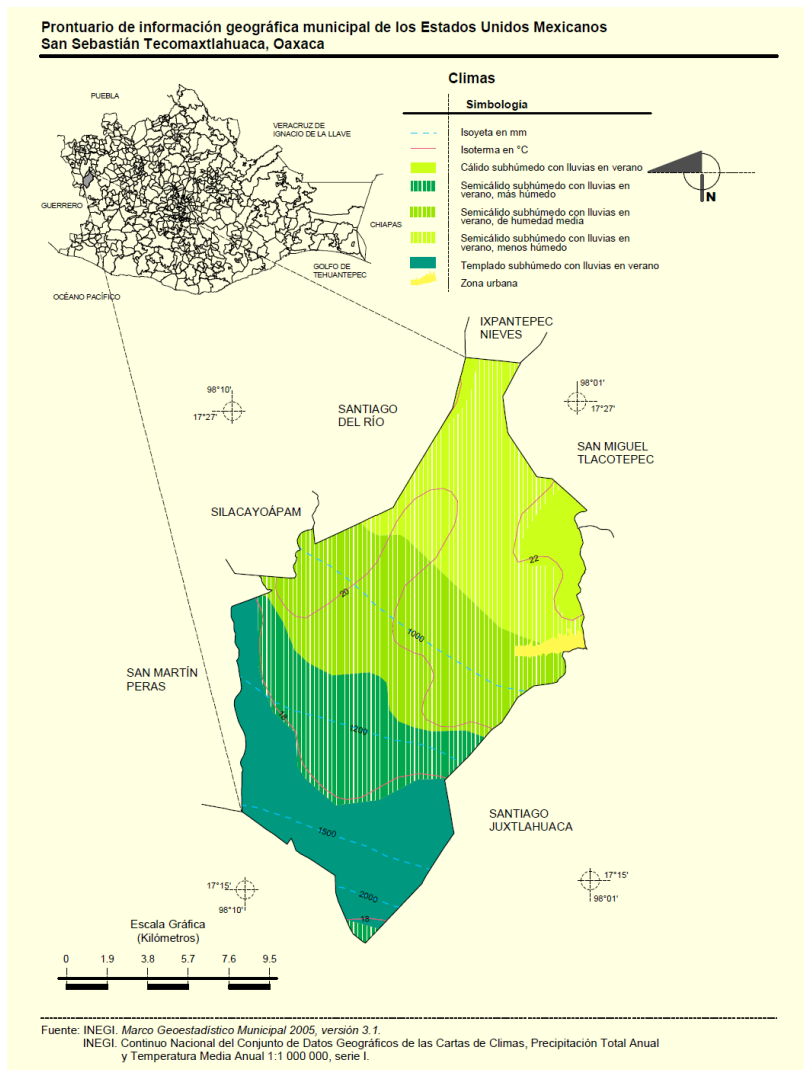 Prontuario de información geográfica municipal de los Estados Unidos Mexicanos
San Sebastián Tecomaxtlahuaca, Oaxaca
Climas
Simbología
Isoyeta en mm
Isoterma en °C
Cálido subhúmedo con lluvias en verano
Semicálido subhúmedo con lluvias en
verano, más húmedo
Semicálido subhúmedo con lluvias en
verano, de humedad media
Semicálido subhúmedo con lluvias en
verano, menos húmedo
Templado subhúmedo con lluvias en verano
Zona urbana
N
PUEBLA
VERACRUZ DE
IGNACIO DE LA LLAVE
GUERRERO
CHIAPAS
GOLFO DE
TEHUANTEPEC
OCÉANO PACÍFICO
IXPANTEPEC
NIEVES
98°10'
17°27'
98°01'
17°27'
SANTIAGO
DEL RÍO
SAN MIGUEL
TLACOTEPEC
SILACAYOÁPAM
22
20
1000
SAN MARTÍN
PERAS
18
1200
SANTIAGO
JUXTLAHUACA
1500
2000
18
17°15'
98°10'
17°15'
98°01'
Escala Gráfica
(Kilómetros)
0 1.9 3.8 5.7 7.6 9.5
Fuente: INEGI. Marco Geoestadístico Municipal 2005, versión 3.1.
INEGI. Continuo Nacional del Conjunto de Datos Geográficos de las Cartas de Climas, Precipitación Total Anual
y Temperatura Media Anual 1:1 000 000, serie I.